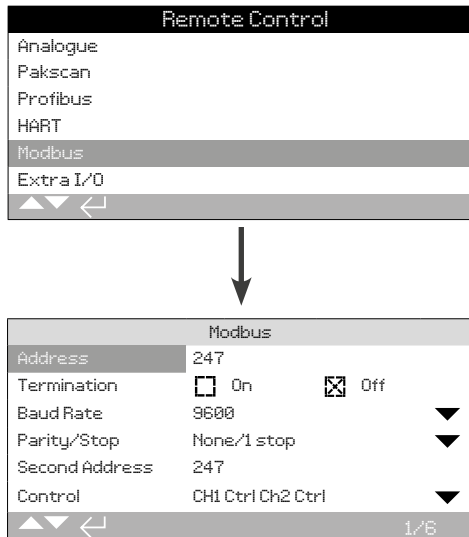 Remote Control
Analogue
Pakscan
Profibus
HART
Modbus
Extra I/O
Modbus
Address 247
Termination On Off
Baud Rate 9600
Parity/Stop None/1 stop
Second Address 247
Control CH1 Ctrl Ch2 Ctrl
1/6